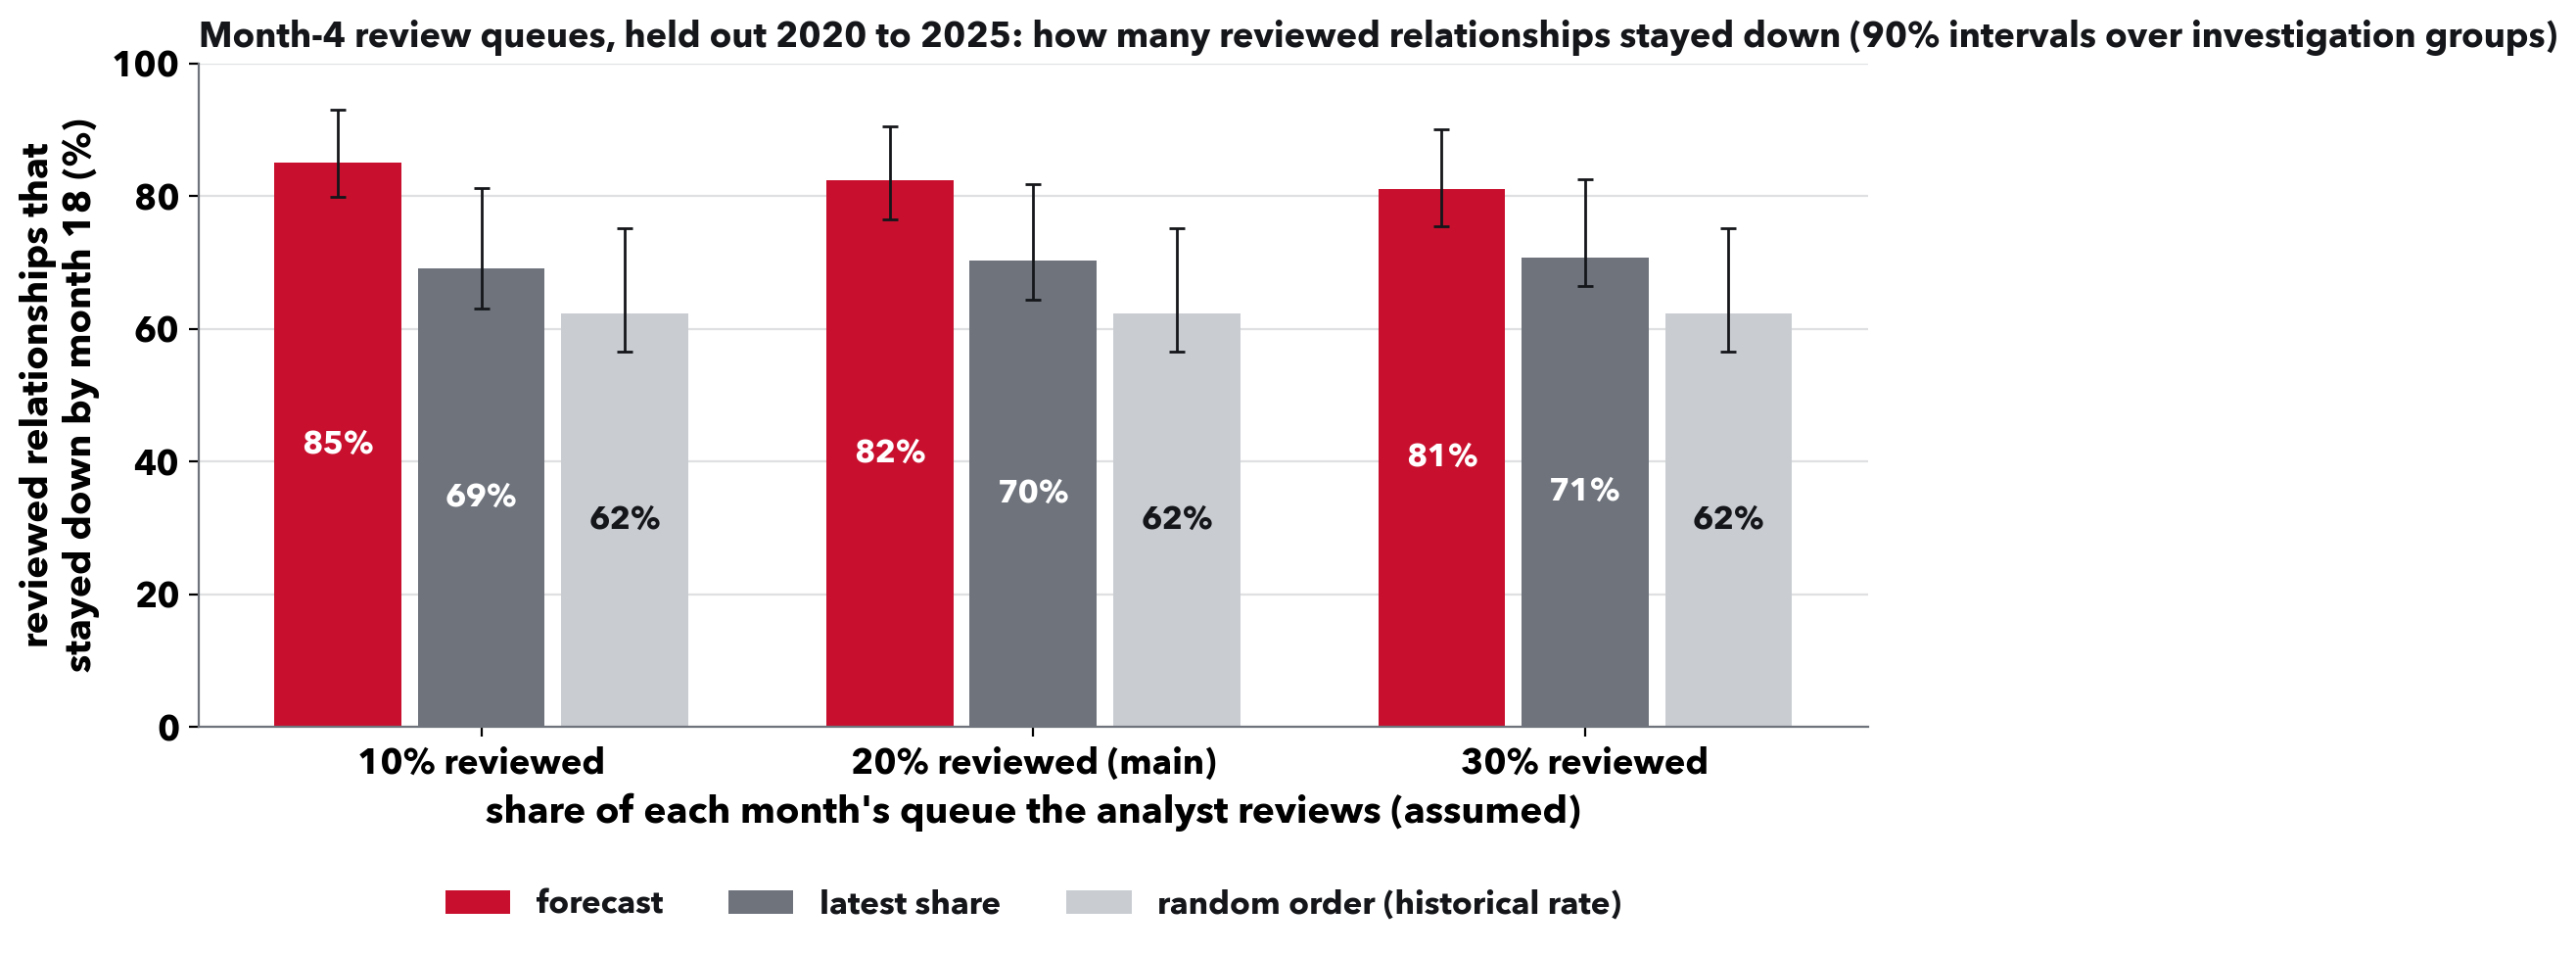 Month-4 review queues, held out 2020 to 2025: how many reviewed relationships stayed down (90% intervals over investigation groups)
reviewed relationships that
stayed down by month 18 (%)
100
80
60
40
20
0
85%
69%
62%
82%
70%
62%
81%
71%
62%
10% reviewed
20% reviewed (main)
30% reviewed
share of each month's queue the analyst reviews (assumed)
forecast
latest share
random order (historical rate)